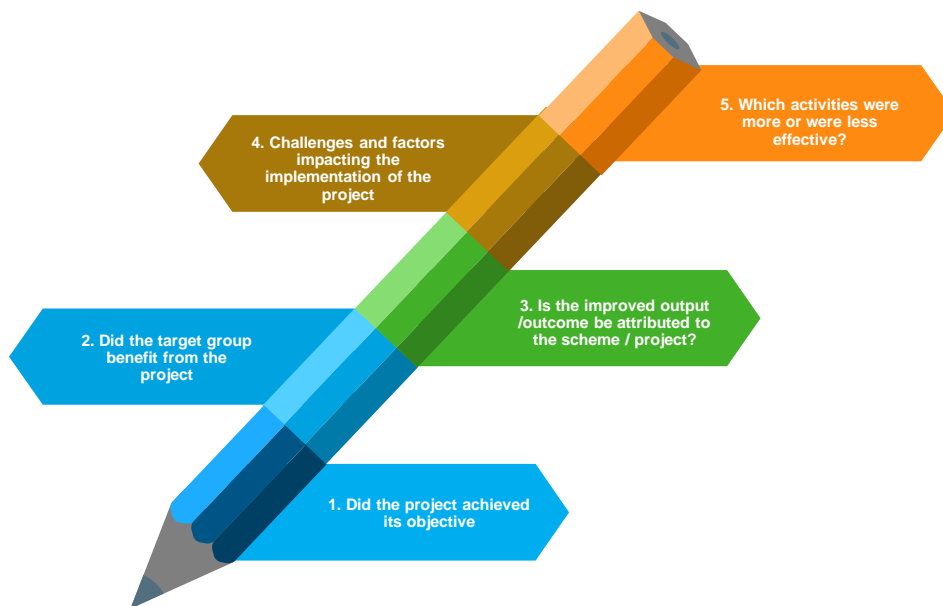 5. Which activities were
more or were less
effective?
4. Challenges and factors
impacting the
implementation of the
project
3. Is the improved output
/outcome be attributed to
the scheme / project?
2. Did the target group
benefit from the
project
1. Did the project achieved
its objective